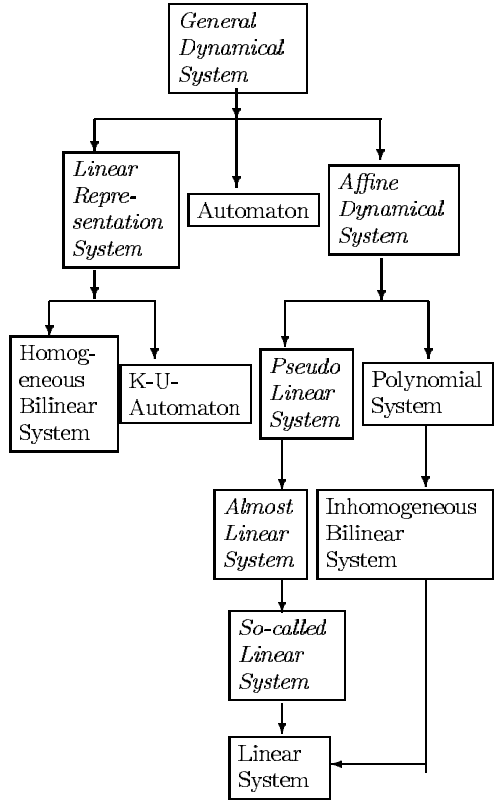 General
Dynamical
System
Linear
Repre-
sentation
System
Automaton
Affine
Dynamical
System
Homog-
eneous
Bilinear
System
K-U-
Automaton
Pseudo
Linear
System
Polynomial
System
Almost
Linear
System
Inhomogeneous
Bilinear
System
So-called
Linear
System
Linear
System